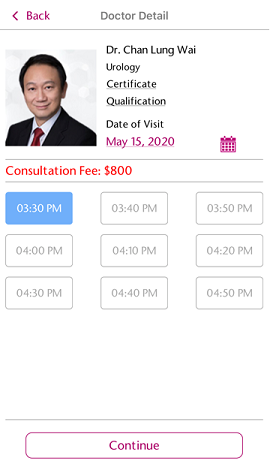 Back
Doctor Detail
Dr. Chan Lung Wai
Urology
Certificate
Qualification
Date of Visit
May 15, 2020
Consultation Fee: $800
03:30 PM
03:40 PM
03:50 PM
04:00 PM
04:10 PM
04:20 PM
04:30 PM
04:40 PM
04:50 PM
Continue